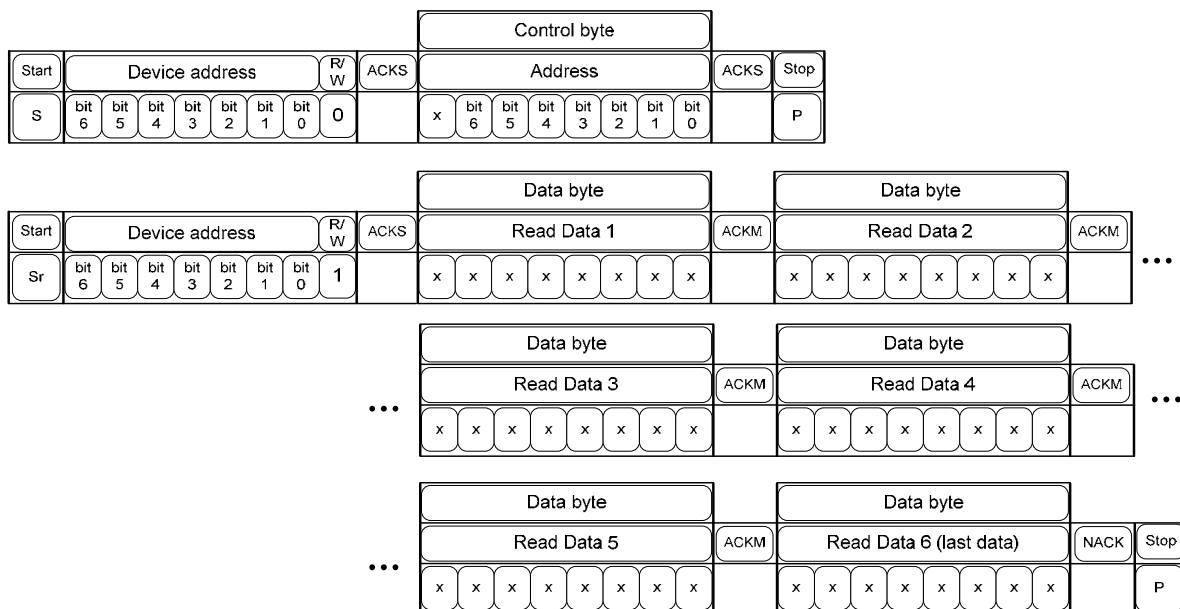 Control byte
Start Device address R/W ACKS Address ACKS Stop
S bit 6 bit 5 bit 4 bit 3 bit 2 bit 1 bit 0 0 x bit 6 bit 5 bit 4 bit 3 bit 2 bit 1 bit 0 P
Data byte Data byte
Start Device address R/W ACKS Read Data 1 ACKM Read Data 2 ACKM
Sr bit 6 bit 5 bit 4 bit 3 bit 2 bit 1 bit 0 1 x x x x x x x x x x x x x x x x ...
Data byte Data byte
... Read Data 3 ACKM Read Data 4 ACKM ...
x x x x x x x x x x x x x x x x
Data byte Data byte
... Read Data 5 ACKM Read Data 6 (last data) NACK Stop
x x x x x x x x x x x x x x x x P